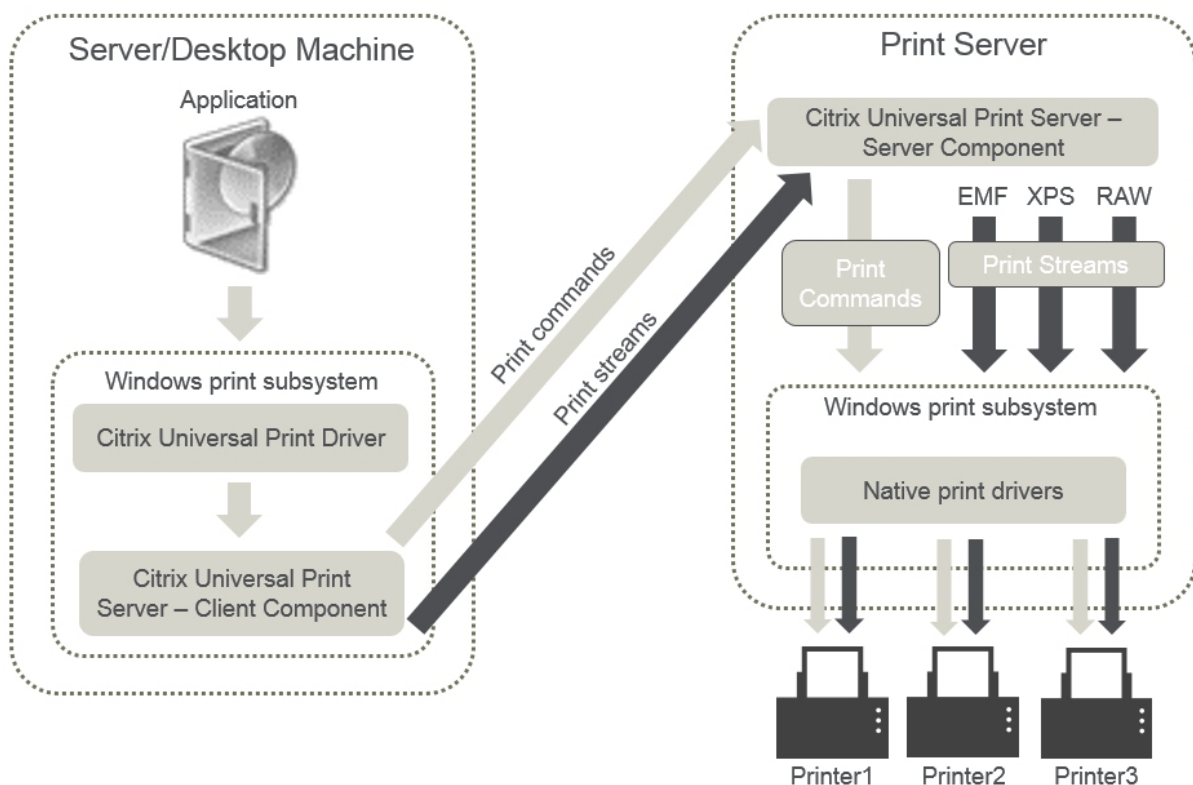 Server/Desktop Machine
Application
Windows print subsystem
Citrix Universal Print Driver
Citrix Universal Print
Server – Client Component
Print commands
Print streams
Print Server
Citrix Universal Print Server –
Server Component
EMF XPS RAW
Print
Commands
Print Streams
Windows print subsystem
Native print drivers
Printer1 Printer2 Printer3